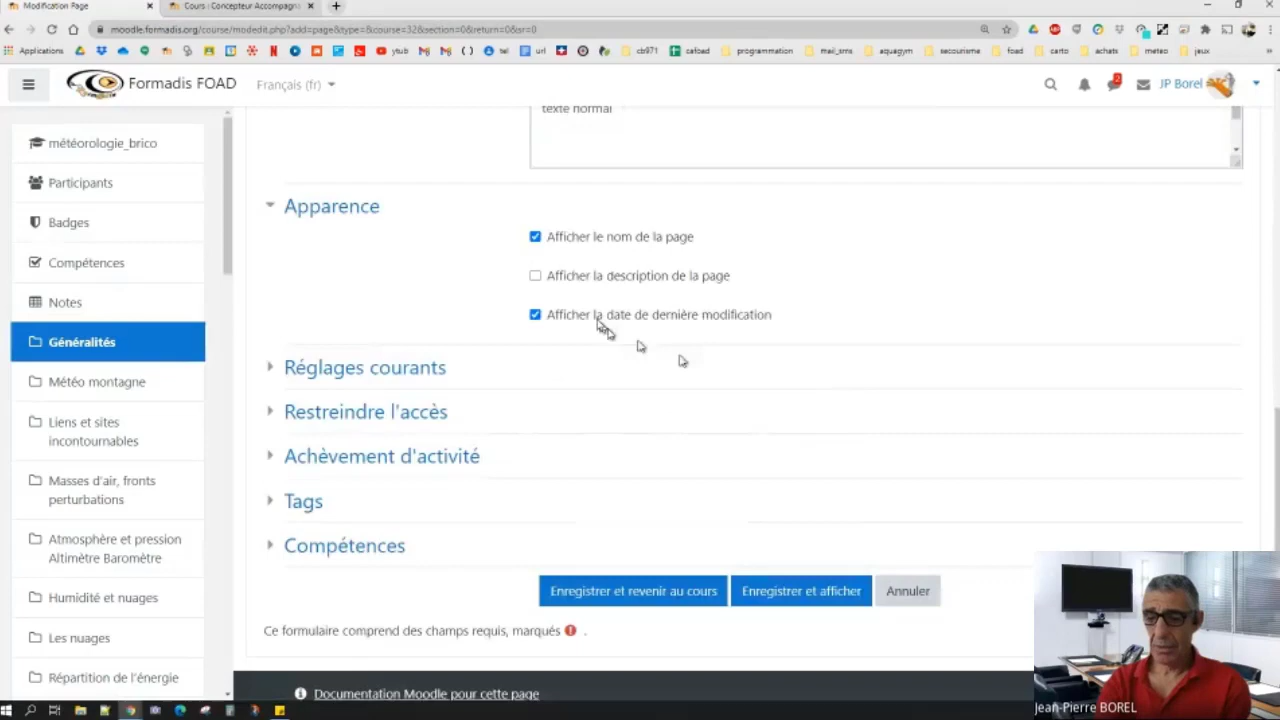 Modification Page
Cours : Concepteur Accompagn
moodle.formadis.org/course/modedit.php?add=page&type=&course=32&section=0&return=0&sr=0
Applications
ytub
tel
url
cb971
cafoad
programmation
mail_sms
aquagym
secourisme
foad
carto
achats
meteo
jeux
Formadis FOAD
Français (fr)
2
JP Borel
météorologie_brico
Participants
Badges
Compétences
Notes
Généralités
Météo montagne
Liens et sites
incontournables
Masses d'air, fronts
perturbations
Atmosphère et pression
Altimètre Baromètre
Humidité et nuages
Les nuages
Répartition de l'énergie
texte normal
Apparence
Afficher le nom de la page
Afficher la description de la page
Afficher la date de dernière modification
Réglages courants
Restreindre l'accès
Achèvement d'activité
Tags
Compétences
Enregistrer et revenir au cours
Enregistrer et afficher
Annuler
Ce formulaire comprend des champs requis, marqués .
Documentation Moodle pour cette page
Jean-Pierre BOREL